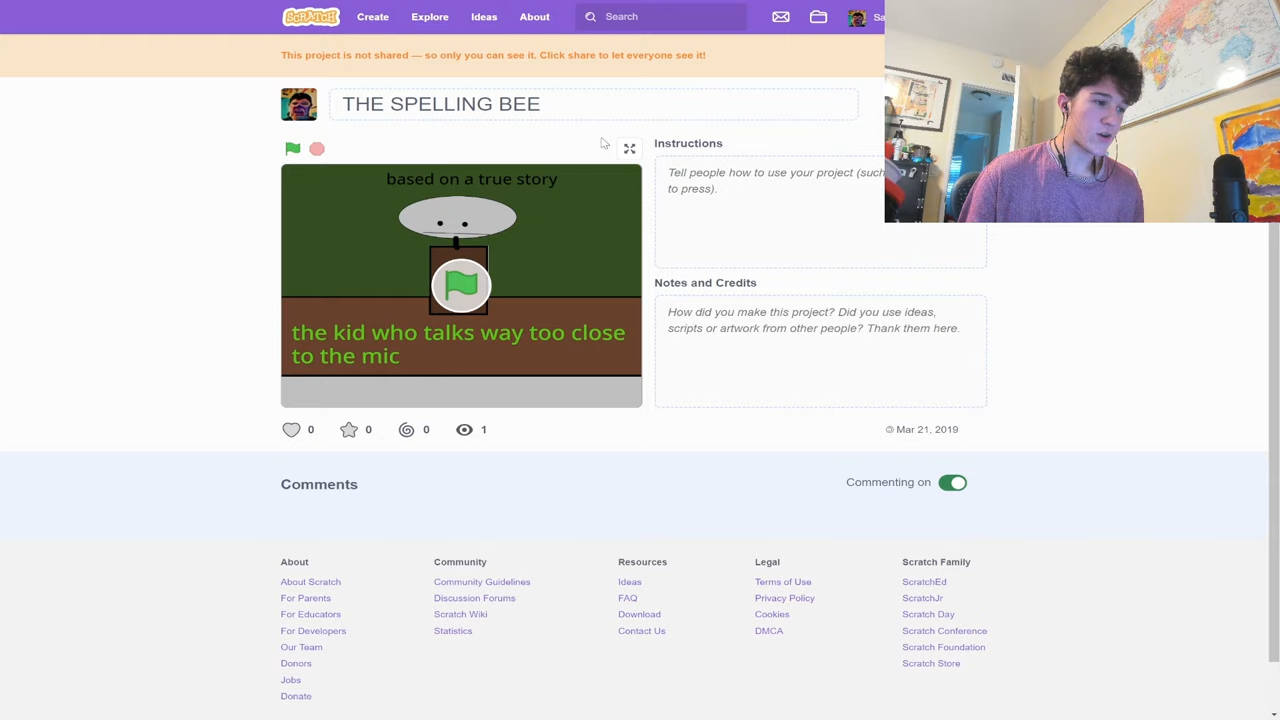 SCRATCH Create Explore Ideas About Search Sa
This project is not shared — so only you can see it. Click share to let everyone see it!
THE SPELLING BEE
Instructions
Tell people how to use your project (such
to press).
based on a true story
the kid who talks way too close
to the mic
Notes and Credits
How did you make this project? Did you use ideas,
scripts or artwork from other people? Thank them here.
0 0 0 1
© Mar 21, 2019
Comments
Commenting on
About Community Resources Legal Scratch Family
About Scratch Community Guidelines Ideas Terms of Use ScratchEd
For Parents Discussion Forums FAQ Privacy Policy ScratchJr
For Educators Scratch Wiki Download Cookies Scratch Day
For Developers Statistics Contact Us DMCA Scratch Conference
Our Team Scratch Foundation
Donors Scratch Store
Jobs
Donate